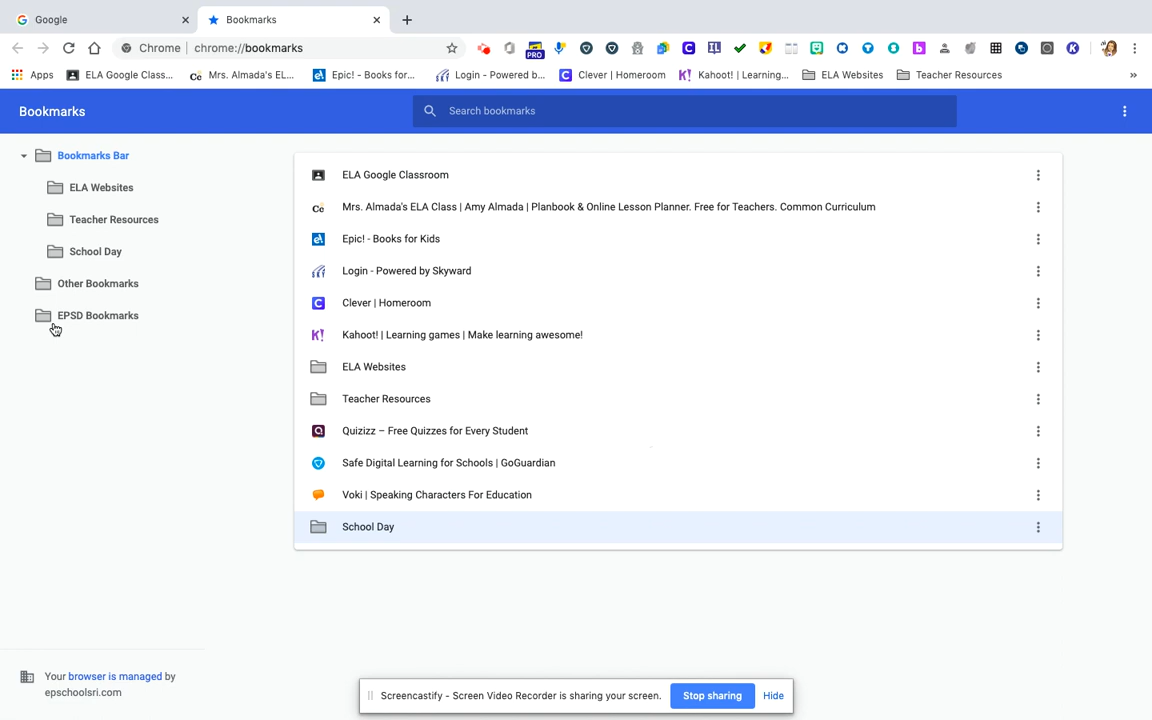 Google
Bookmarks
Chrome | chrome://bookmarks
PRO
Apps ELA Google Class... Mrs. Almada's EL... Epic! - Books for... Login - Powered b... Clever | Homeroom Kahoot! | Learning... ELA Websites Teacher Resources »
Bookmarks
Search bookmarks
Bookmarks Bar
ELA Websites
Teacher Resources
School Day
Other Bookmarks
EPSD Bookmarks
ELA Google Classroom
Mrs. Almada's ELA Class | Amy Almada | Planbook & Online Lesson Planner. Free for Teachers. Common Curriculum
Epic! - Books for Kids
Login - Powered by Skyward
Clever | Homeroom
Kahoot! | Learning games | Make learning awesome!
ELA Websites
Teacher Resources
Quizizz – Free Quizzes for Every Student
Safe Digital Learning for Schools | GoGuardian
Voki | Speaking Characters For Education
School Day
Your browser is managed by
epschoolsri.com
Screencastify - Screen Video Recorder is sharing your screen. Stop sharing Hide